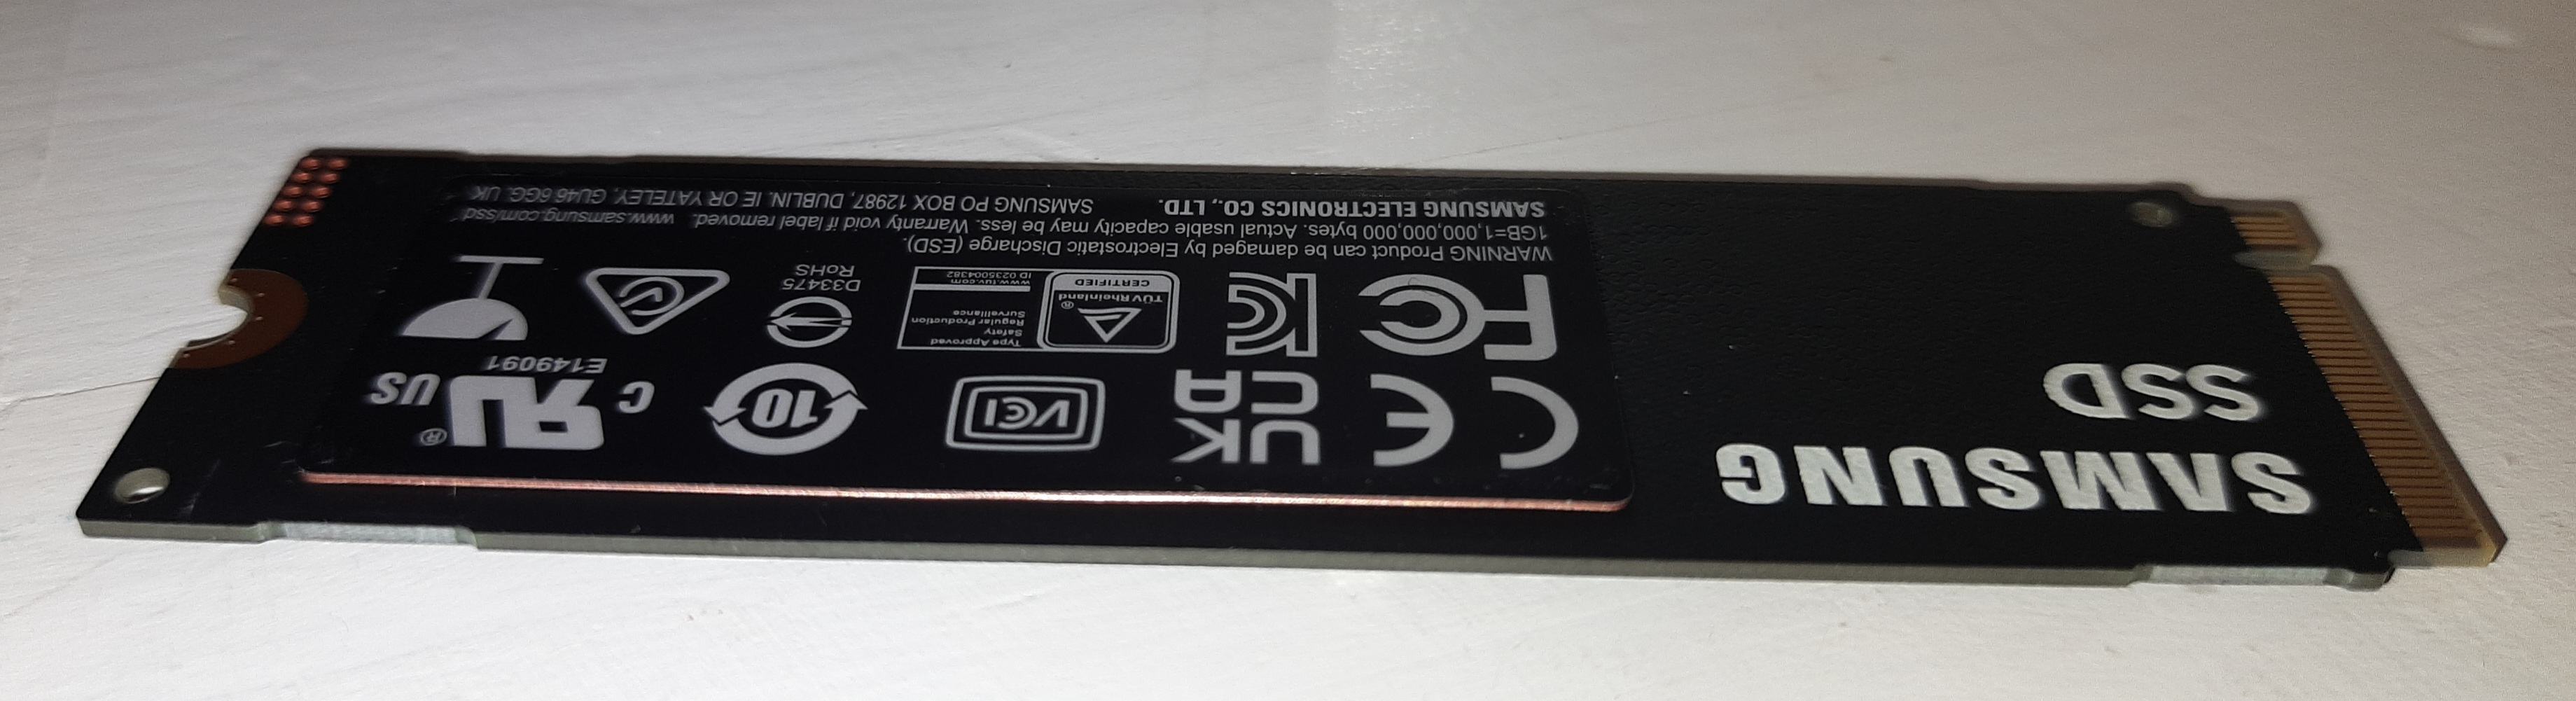 SAMSUNG
SSD
CE
UK
CA
VCI
10
c RU US ®
E149091
FC
KC
TÜVRheinland ®
CERTIFIED
Type Approved
Safety
Regular Production
Surveillance
www.tuv.com
ID 0235004382
D33475
RoHS
WARNING Product can be damaged by Electrostatic Discharge (ESD).
1GB=1,000,000,000 bytes. Actual usable capacity may be less. Warranty void if label removed. www.samsung.com/ssd
SAMSUNG ELECTRONICS CO., LTD. SAMSUNG PO BOX 12987, DUBLIN. IE OR YATELEY, GU46 6GG. UK